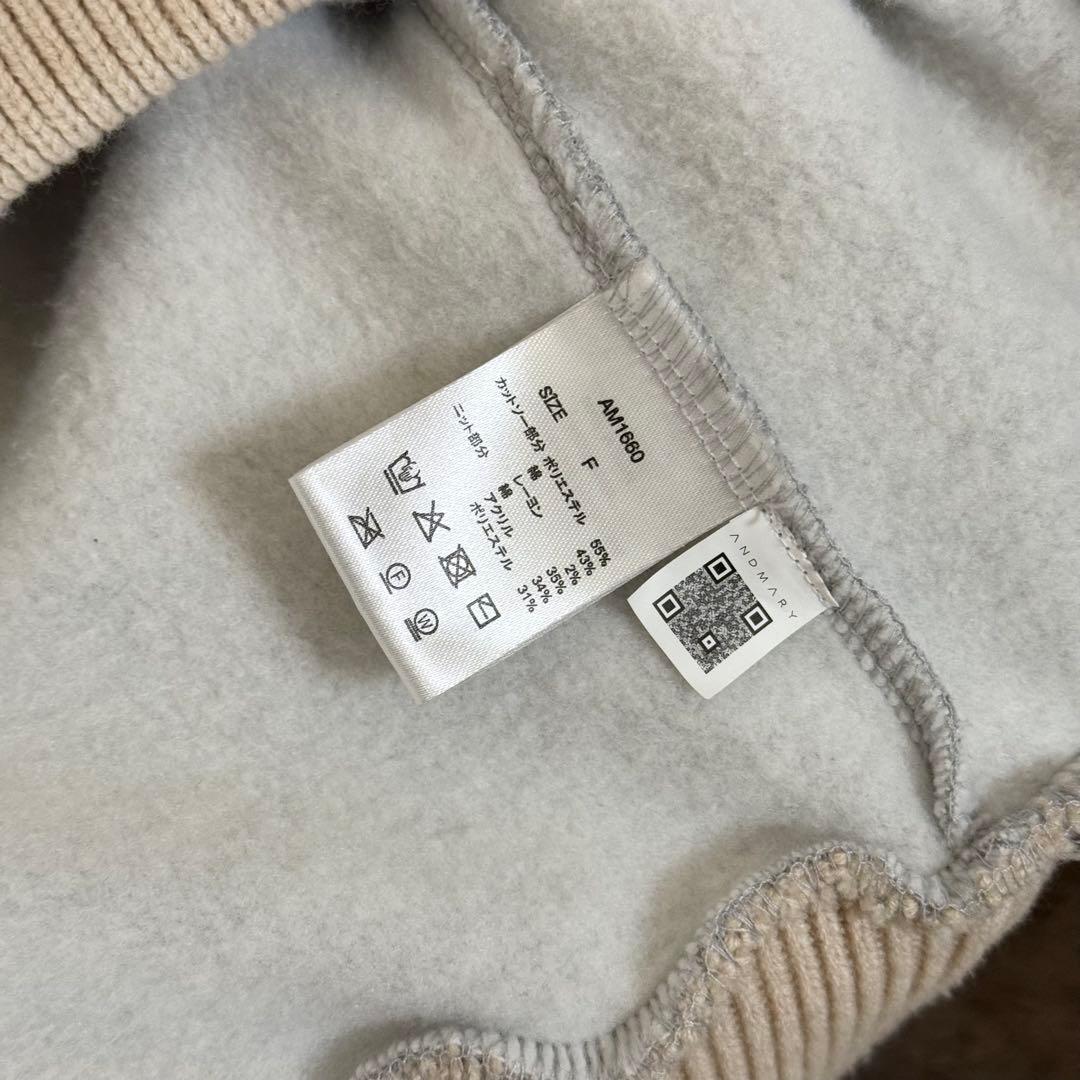 AM1660
SIZE F
カットソー部分 ポリエステル 55%
綿 43%
レーヨン 2%
ニット部分 綿 35%
アクリル 34%
ポリエステル 31%
F
W
ANDMARY